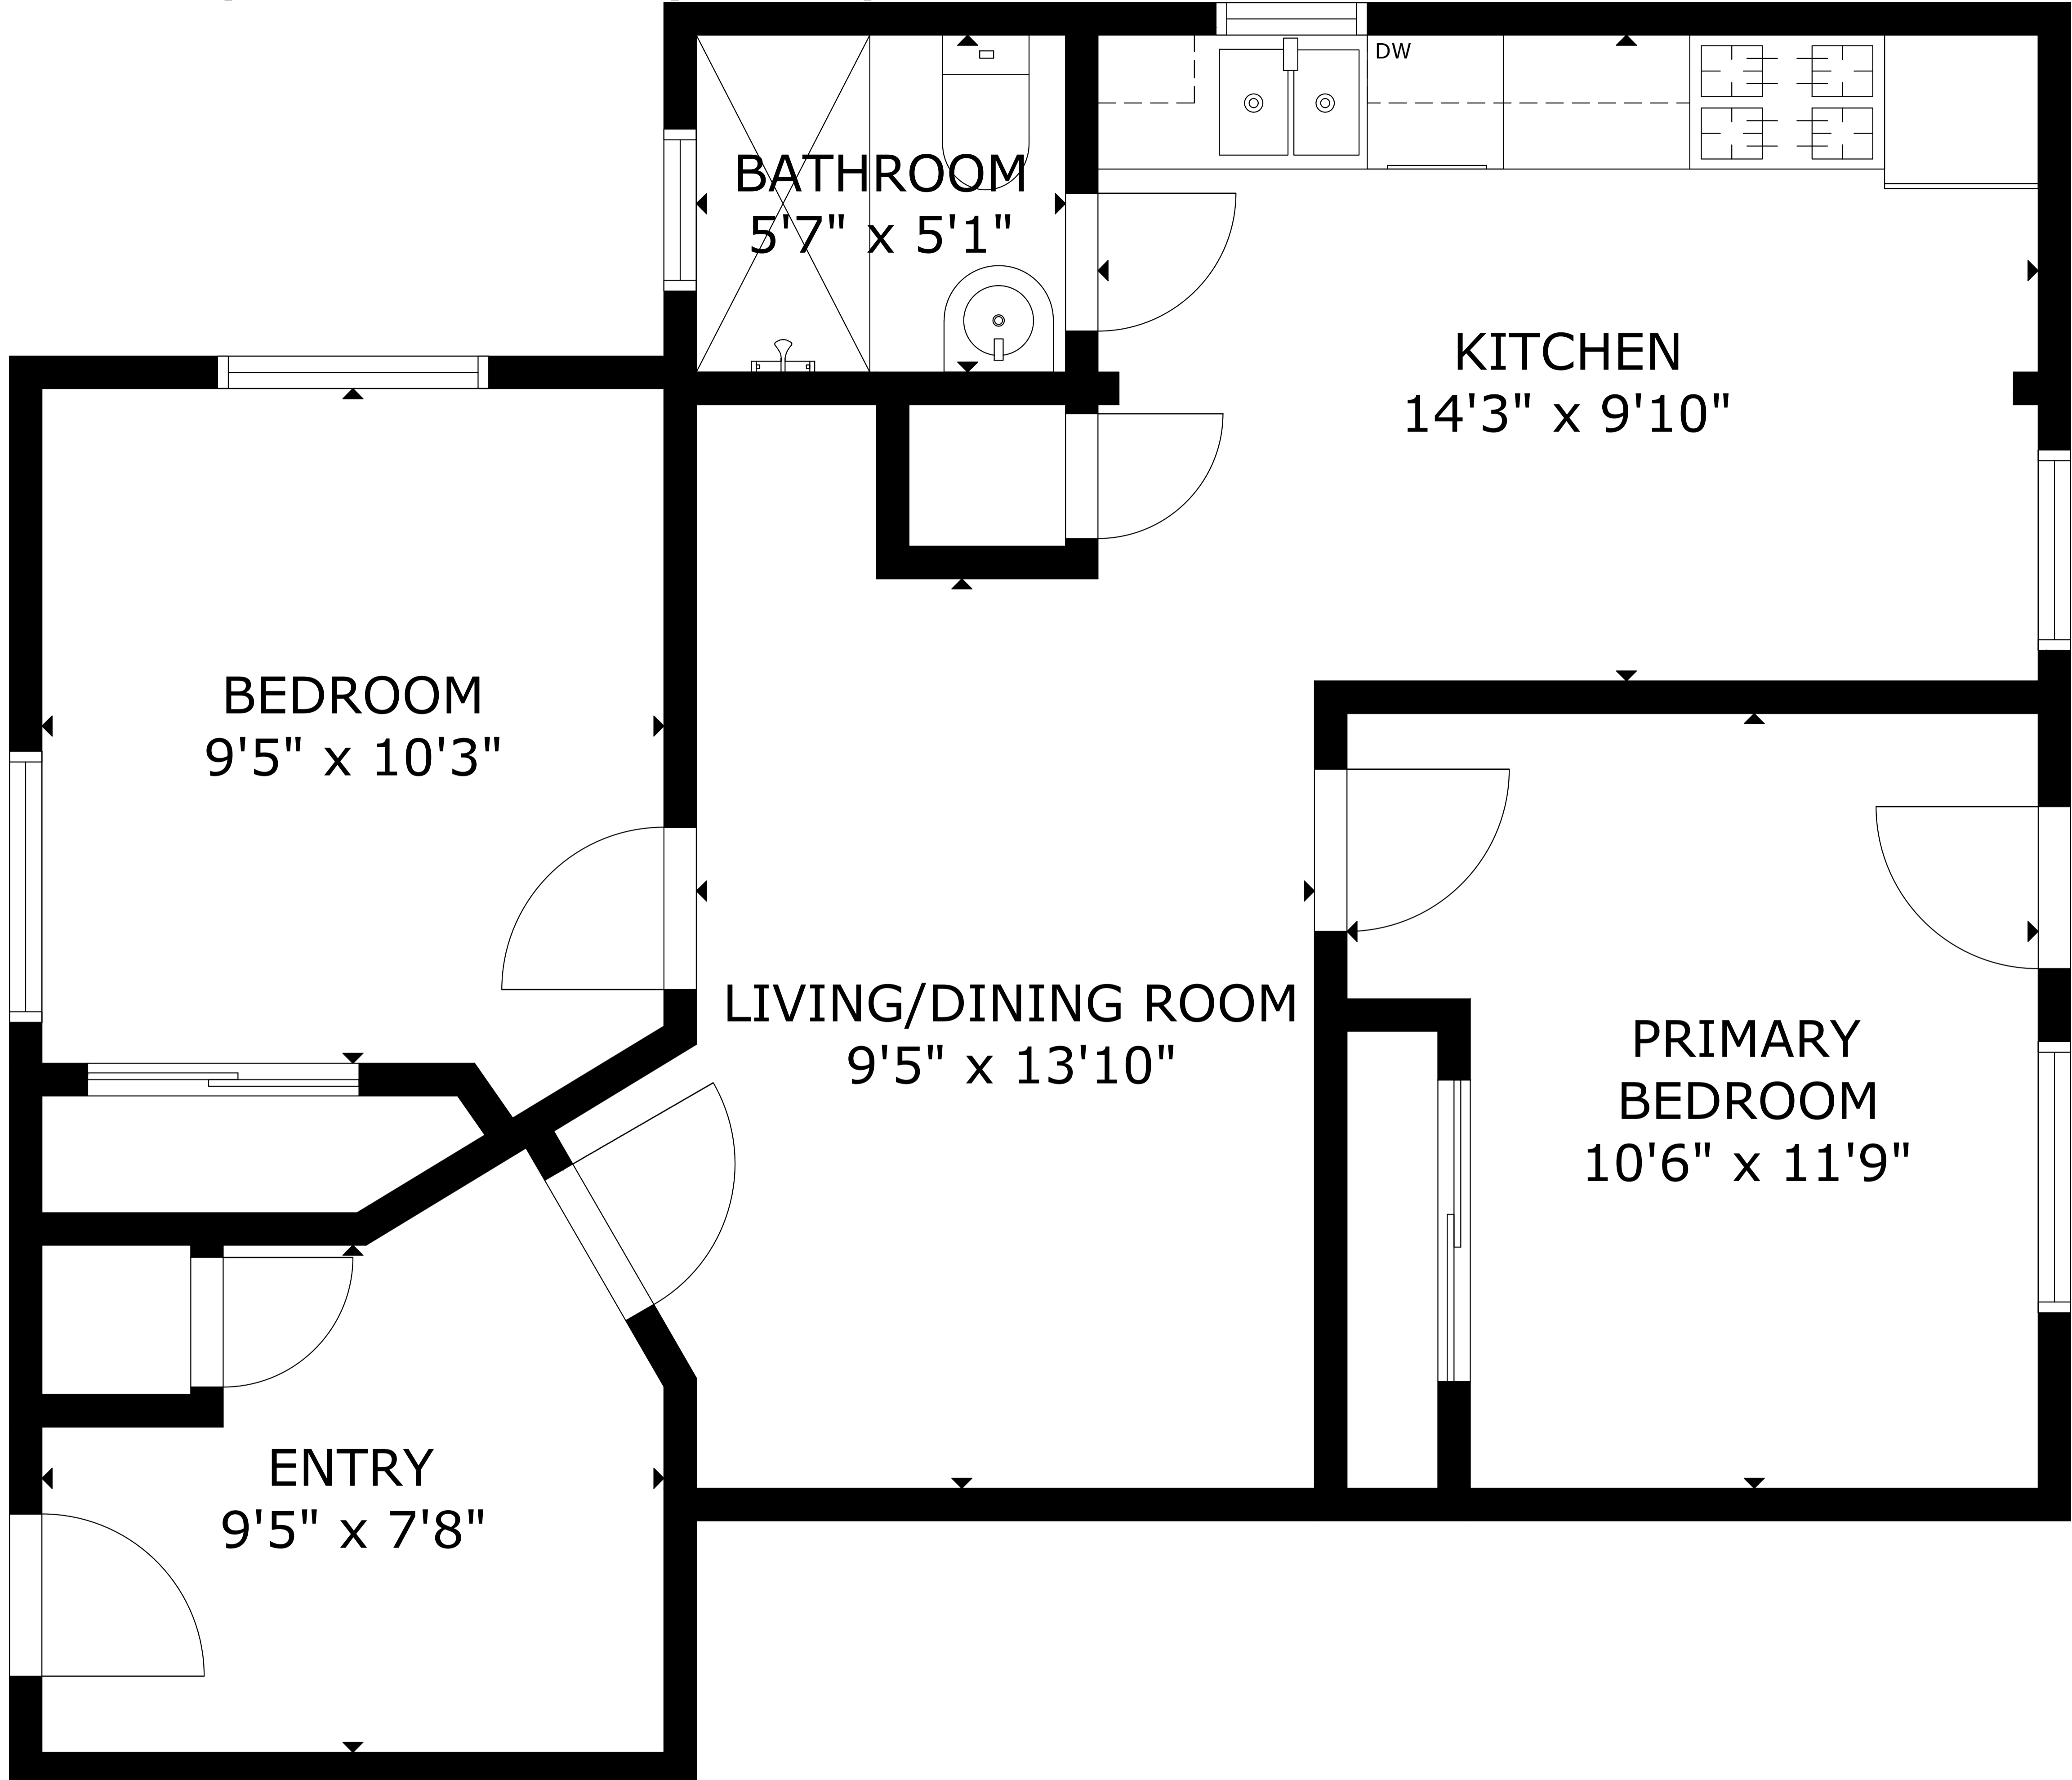 DW
BATHROOM
5'7" x 5'1"
KITCHEN
14'3" x 9'10"
BEDROOM
9'5" x 10'3"
LIVING/DINING ROOM
9'5" x 13'10"
PRIMARY
BEDROOM
10'6" x 11'9"
ENTRY
9'5" x 7'8"